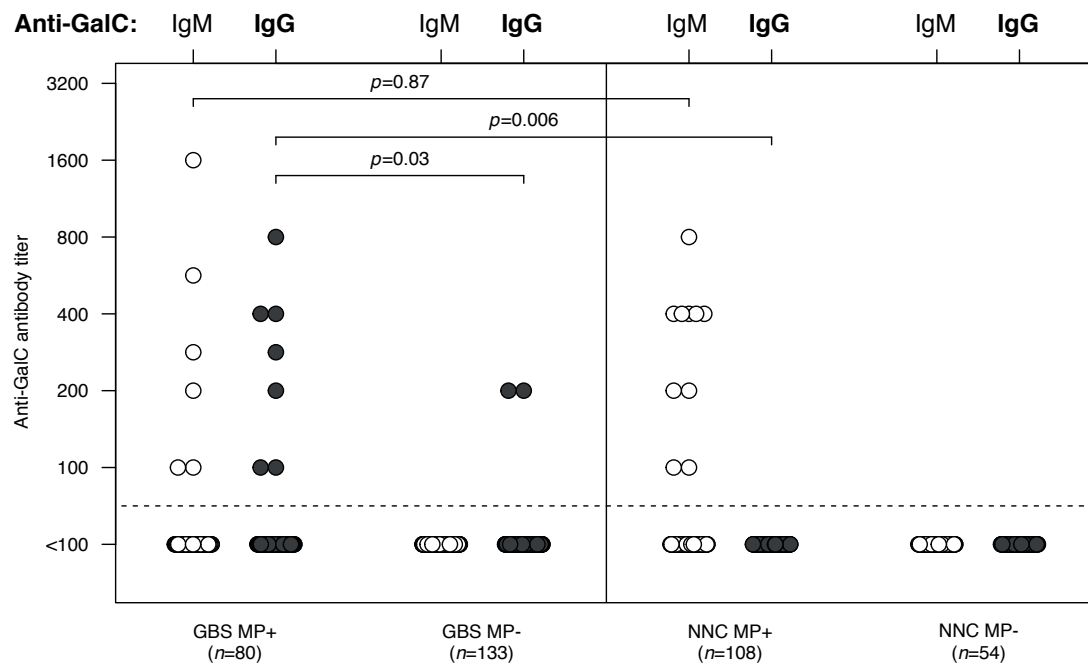 Anti-GalC: IgM IgG IgM IgG IgM IgG IgM IgG
3200
p=0.87
p=0.006
1600
p=0.03
800
400
200
100
<100
Anti-GalC antibody titer
GBS MP+ GBS MP- NNC MP+ NNC MP-
(n=80) (n=133) (n=108) (n=54)